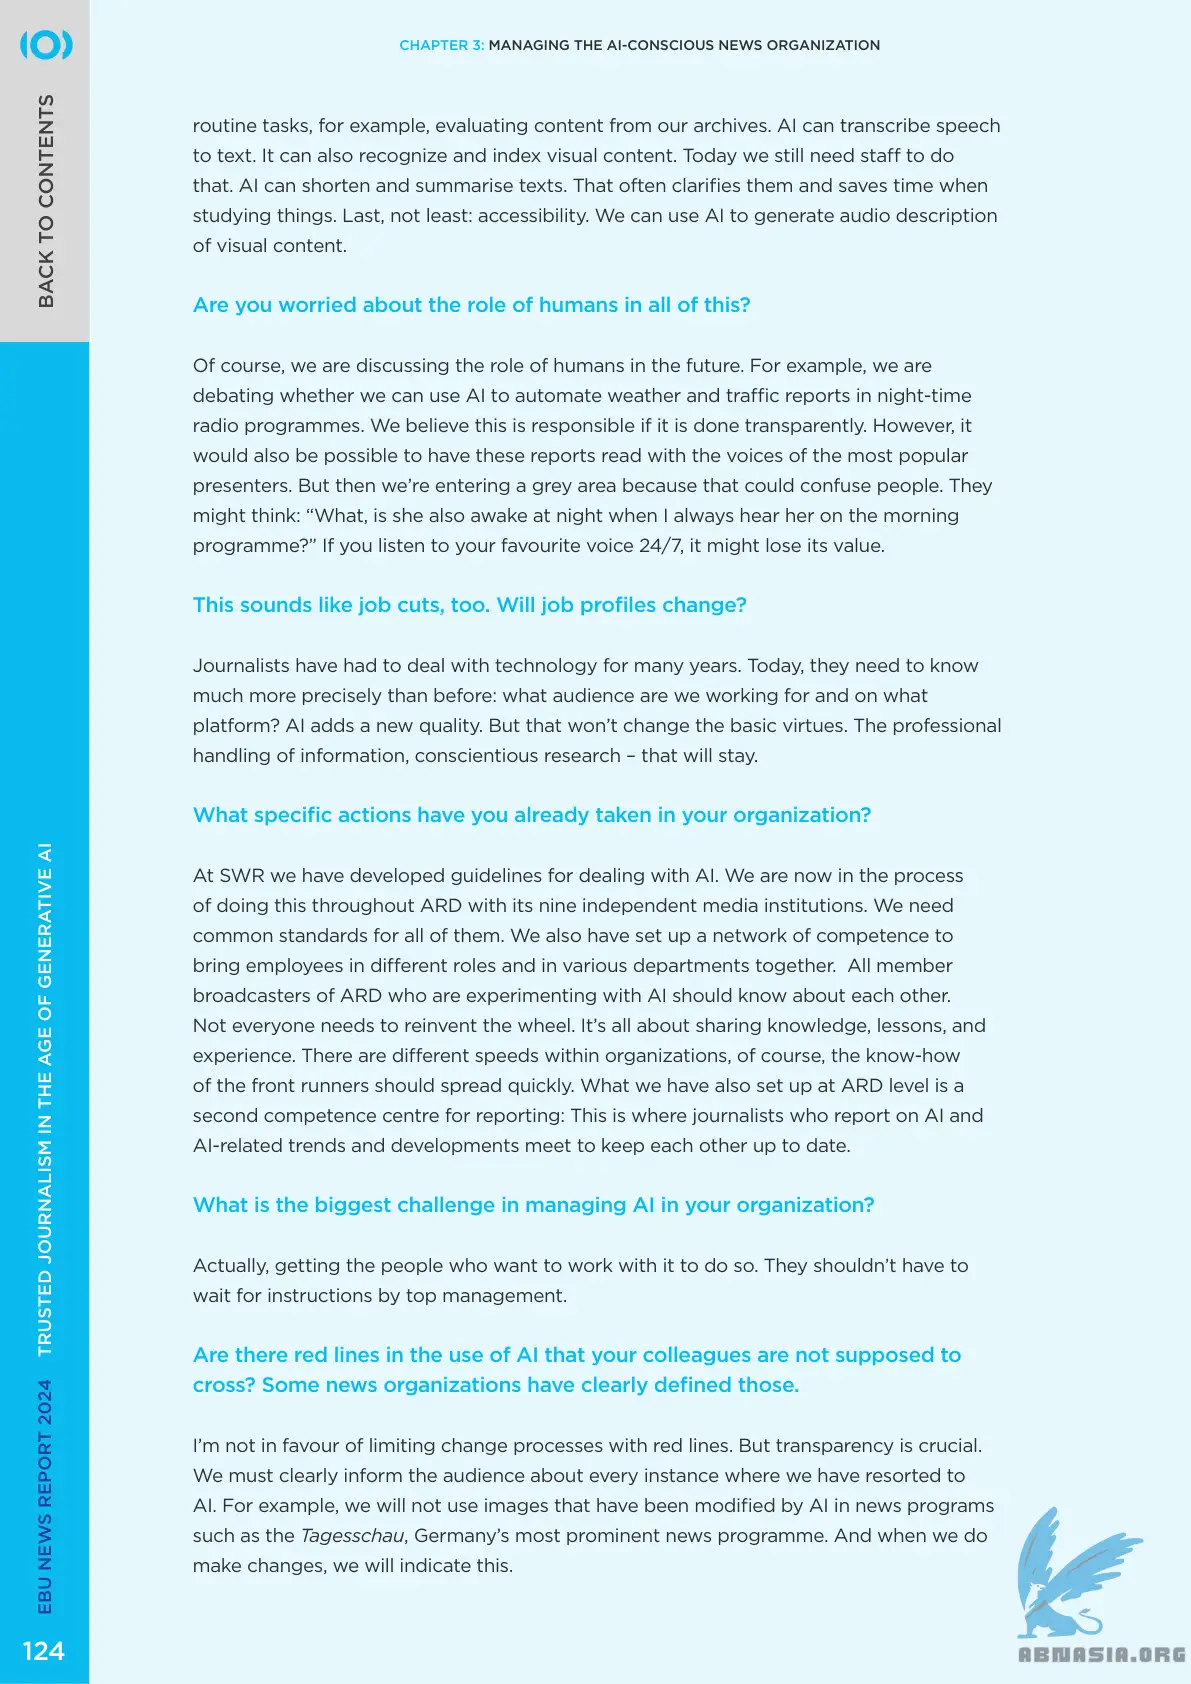 CHAPTER 3: MANAGING THE AI-CONSCIOUS NEWS ORGANIZATION
BACK TO CONTENTS
routine tasks, for example, evaluating content from our archives. AI can transcribe speech
to text. It can also recognize and index visual content. Today we still need staff to do
that. AI can shorten and summarise texts. That often clarifies them and saves time when
studying things. Last, not least: accessibility. We can use AI to generate audio description
of visual content.
Are you worried about the role of humans in all of this?
Of course, we are discussing the role of humans in the future. For example, we are
debating whether we can use AI to automate weather and traffic reports in night-time
radio programmes. We believe this is responsible if it is done transparently. However, it
would also be possible to have these reports read with the voices of the most popular
presenters. But then we’re entering a grey area because that could confuse people. They
might think: “What, is she also awake at night when I always hear her on the morning
programme?” If you listen to your favourite voice 24/7, it might lose its value.
This sounds like job cuts, too. Will job profiles change?
Journalists have had to deal with technology for many years. Today, they need to know
much more precisely than before: what audience are we working for and on what
platform? AI adds a new quality. But that won’t change the basic virtues. The professional
handling of information, conscientious research – that will stay.
What specific actions have you already taken in your organization?
At SWR we have developed guidelines for dealing with AI. We are now in the process
of doing this throughout ARD with its nine independent media institutions. We need
common standards for all of them. We also have set up a network of competence to
bring employees in different roles and in various departments together.  All member
broadcasters of ARD who are experimenting with AI should know about each other.
Not everyone needs to reinvent the wheel. It’s all about sharing knowledge, lessons, and
experience. There are different speeds within organizations, of course, the know-how
of the front runners should spread quickly. What we have also set up at ARD level is a
second competence centre for reporting: This is where journalists who report on AI and
AI-related trends and developments meet to keep each other up to date.
What is the biggest challenge in managing AI in your organization?
Actually, getting the people who want to work with it to do so. They shouldn’t have to
wait for instructions by top management.
Are there red lines in the use of AI that your colleagues are not supposed to
cross? Some news organizations have clearly defined those.
I’m not in favour of limiting change processes with red lines. But transparency is crucial.
We must clearly inform the audience about every instance where we have resorted to
AI. For example, we will not use images that have been modified by AI in news programs
such as the Tagesschau, Germany’s most prominent news programme. And when we do
make changes, we will indicate this.
EBU NEWS REPORT 2024 TRUSTED JOURNALISM IN THE AGE OF GENERATIVE AI
124
ABNASIA.ORG